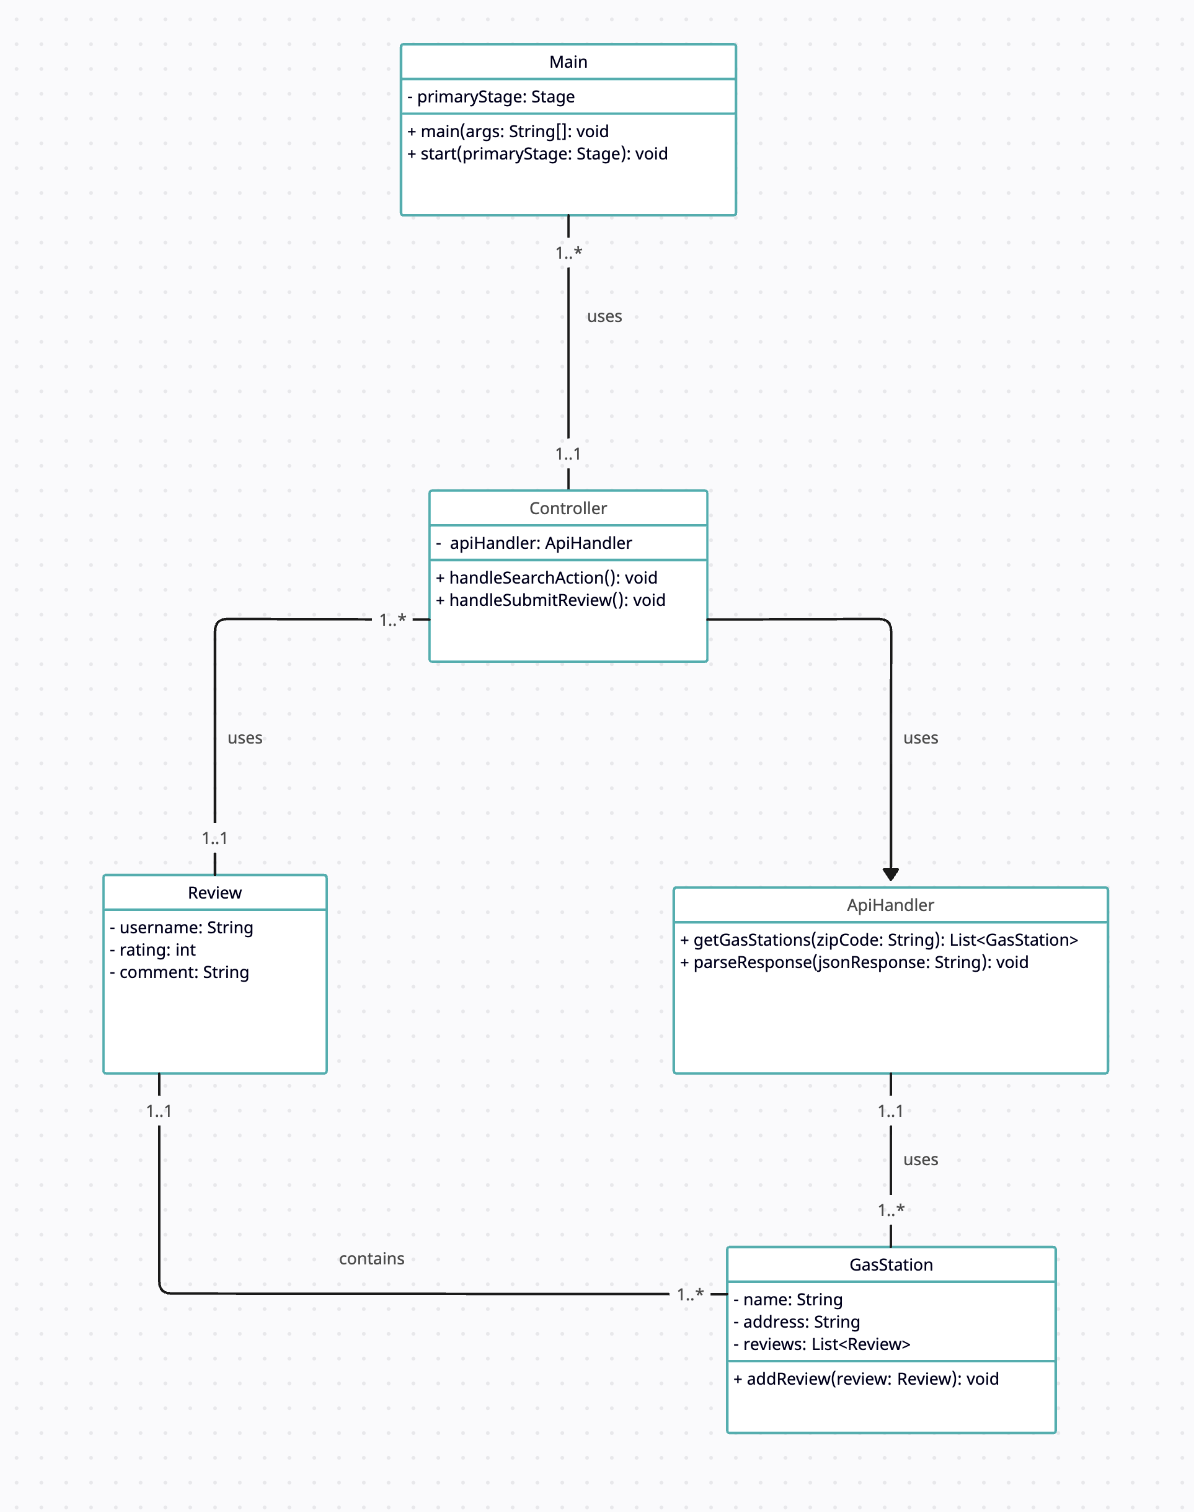 Main
- primaryStage: Stage
+ main(args: String[]: void
+ start(primaryStage: Stage): void
1..*
uses
1..1
Controller
- apiHandler: ApiHandler
+ handleSearchAction(): void
+ handleSubmitReview(): void
1..*
uses
uses
1..1
Review
- username: String
- rating: int
- comment: String
ApiHandler
+ getGasStations(zipCode: String): List<GasStation>
+ parseResponse(jsonResponse: String): void
1..1
1..1
uses
1..*
contains
1..*
GasStation
- name: String
- address: String
- reviews: List<Review>
+ addReview(review: Review): void